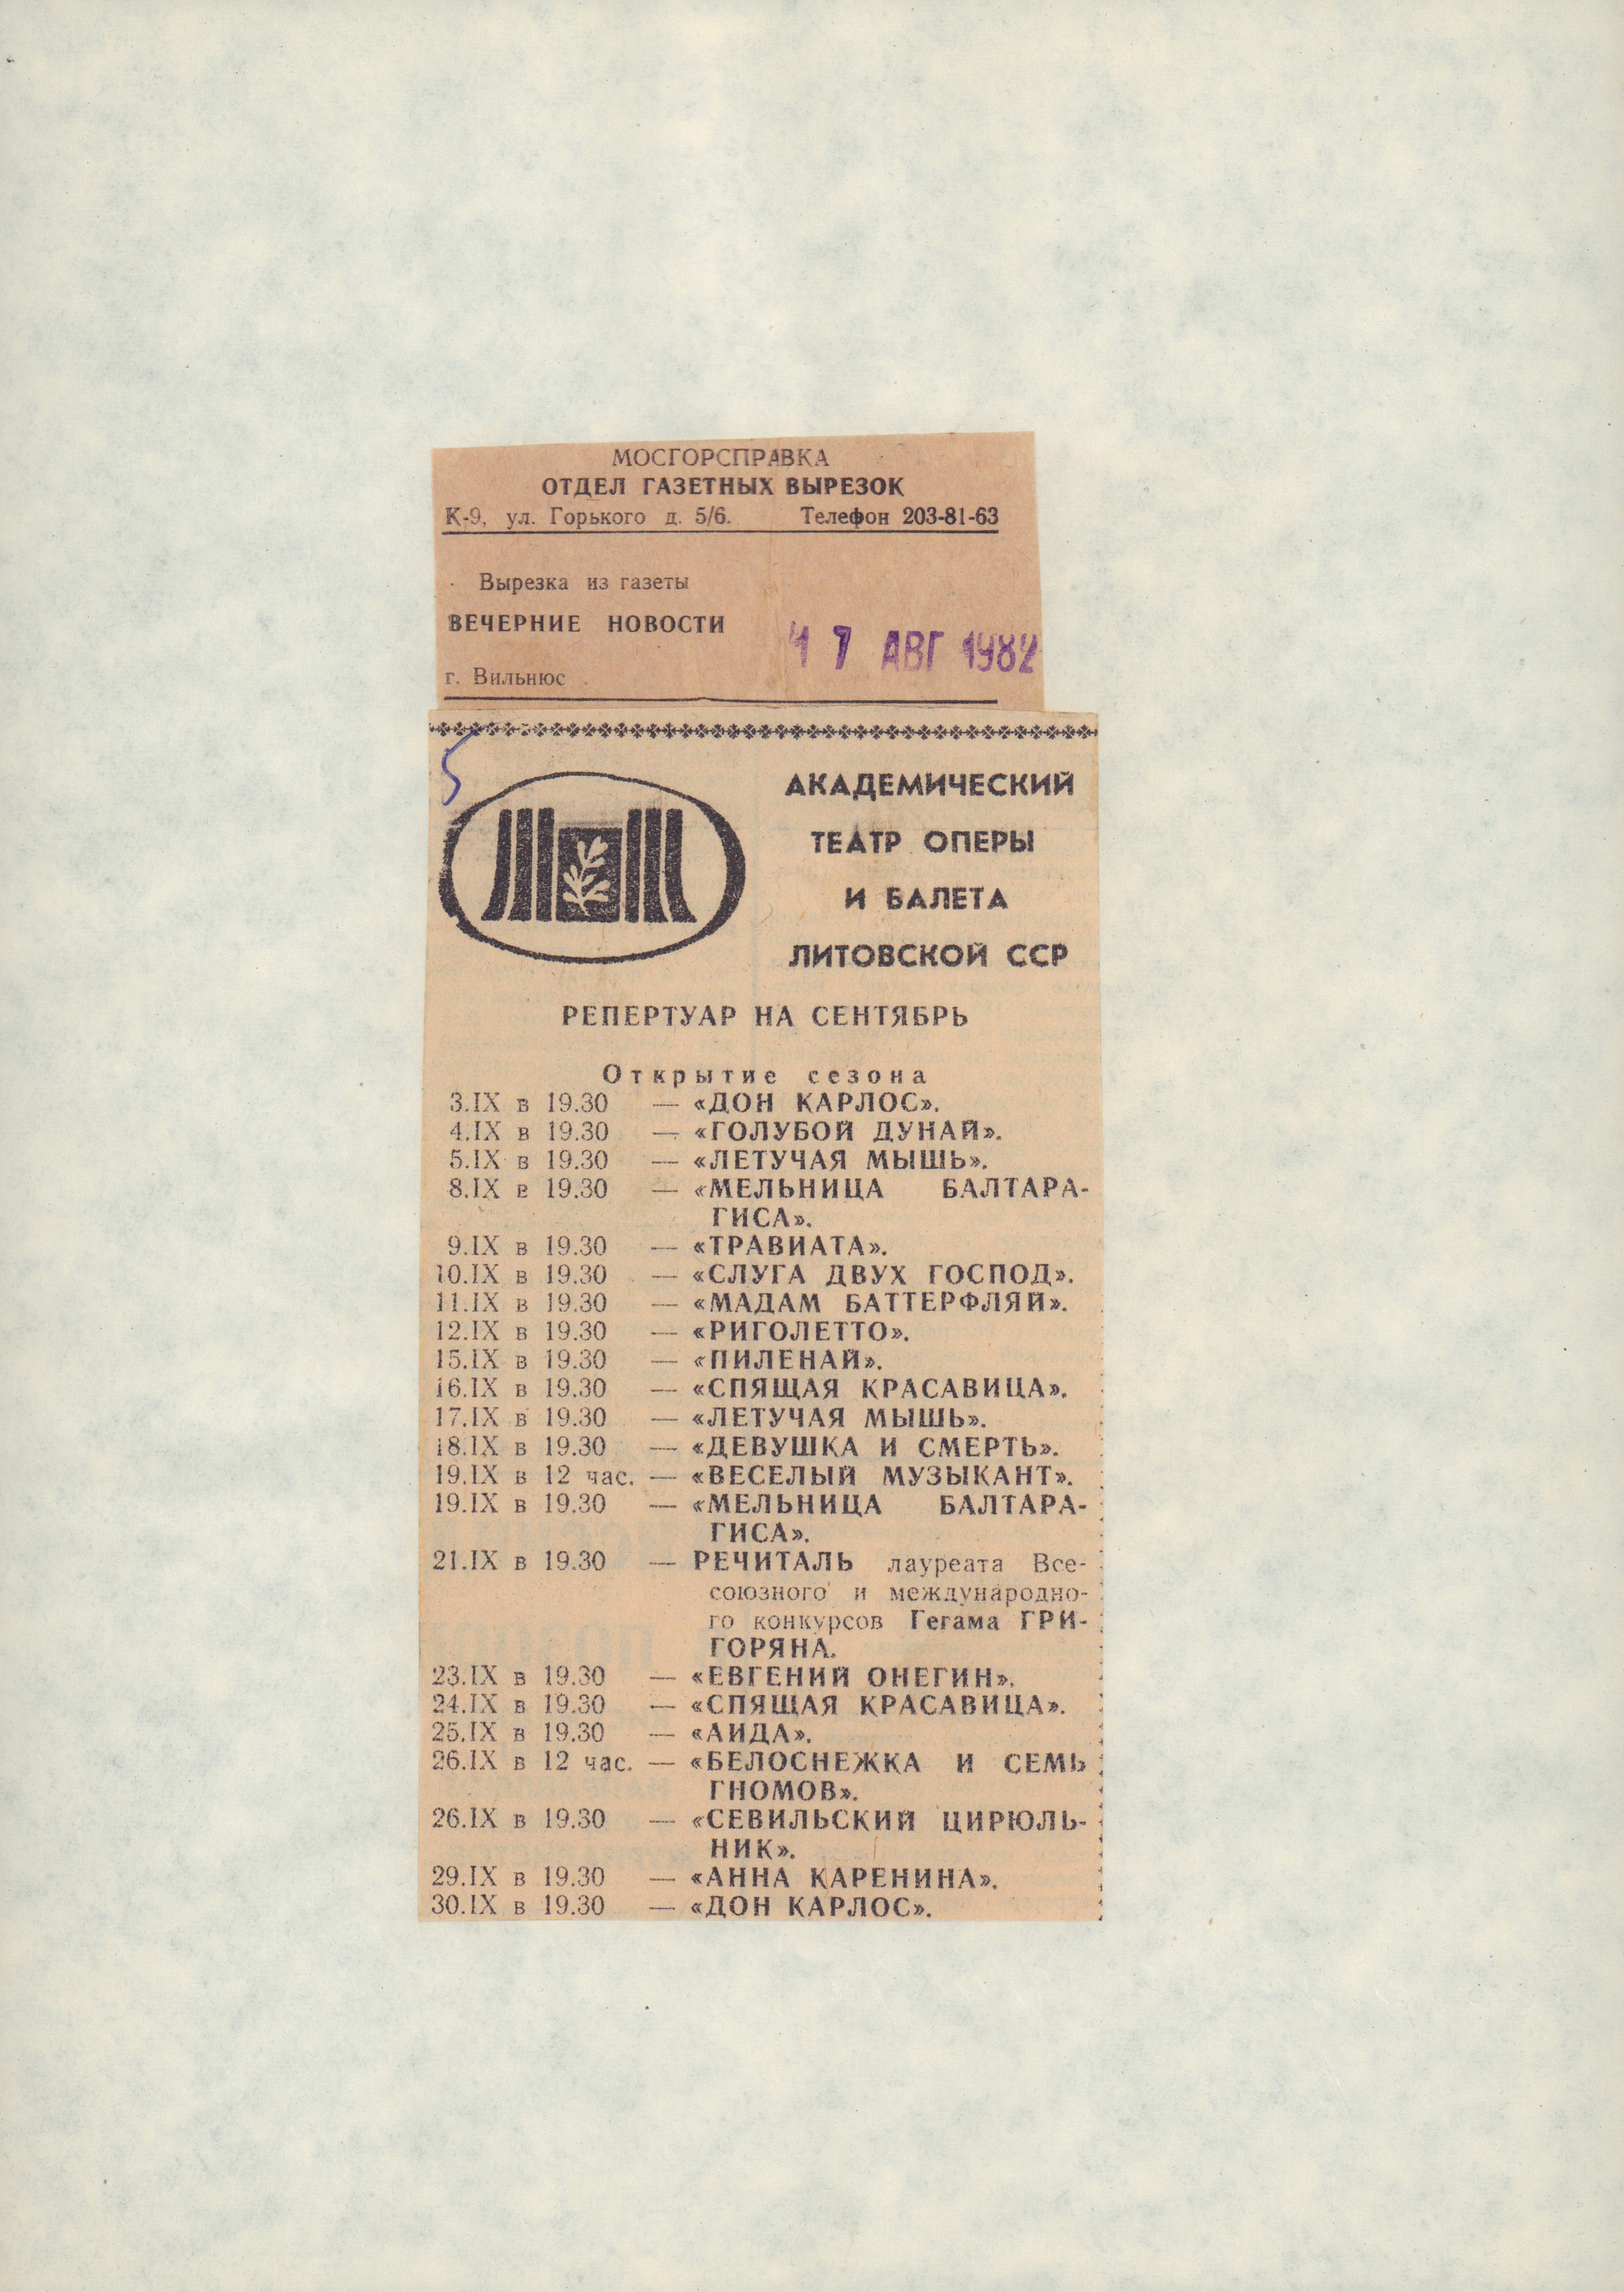 МОСГОРСПРАВКА
ОТДЕЛ ГАЗЕТНЫХ ВЫРЕЗОК
К-9, ул. Горького д. 5/6. Телефон 203-81-63
Вырезка из газеты
ВЕЧЕРНИЕ НОВОСТИ
17 АВГ 1982
г. Вильнюс
5
АКАДЕМИЧЕСКИЙ
ТЕАТР ОПЕРЫ
И БАЛЕТА
ЛИТОВСКОЙ ССР
РЕПЕРТУАР НА СЕНТЯБРЬ
Открытие сезона
3.IX в 19.30 — «ДОН КАРЛОС».
4.IX в 19.30 — «ГОЛУБОЙ ДУНАЙ».
5.IX в 19.30 — «ЛЕТУЧАЯ МЫШЬ».
8.IX в 19.30 — «МЕЛЬНИЦА БАЛТАРА-
ГИСА».
9.IX в 19.30 — «ТРАВИАТА».
10.IX в 19.30 — «СЛУГА ДВУХ ГОСПОД».
11.IX в 19.30 — «МАДАМ БАТТЕРФЛЯЙ».
12.IX в 19.30 — «РИГОЛЕТТО».
15.IX в 19.30 — «ПИЛЕНАЙ».
16.IX в 19.30 — «СПЯЩАЯ КРАСАВИЦА».
17.IX в 19.30 — «ЛЕТУЧАЯ МЫШЬ».
18.IX в 19.30 — «ДЕВУШКА И СМЕРТЬ».
19.IX в 12 час. — «ВЕСЕЛЫЙ МУЗЫКАНТ».
19.IX в 19.30 — «МЕЛЬНИЦА БАЛТАРА-
ГИСА».
21.IX в 19.30 — РЕЧИТАЛЬ лауреата Все-
союзного и международно-
го конкурсов Гегама ГРИ-
ГОРЯНА.
23.IX в 19.30 — «ЕВГЕНИЙ ОНЕГИН».
24.IX в 19.30 — «СПЯЩАЯ КРАСАВИЦА».
25.IX в 19.30 — «АИДА».
26.IX в 12 час. — «БЕЛОСНЕЖКА И СЕМЬ
ГНОМОВ».
26.IX в 19.30 — «СЕВИЛЬСКИЙ ЦИРЮЛЬ-
НИК».
29.IX в 19.30 — «АННА КАРЕНИНА».
30.IX в 19.30 — «ДОН КАРЛОС».